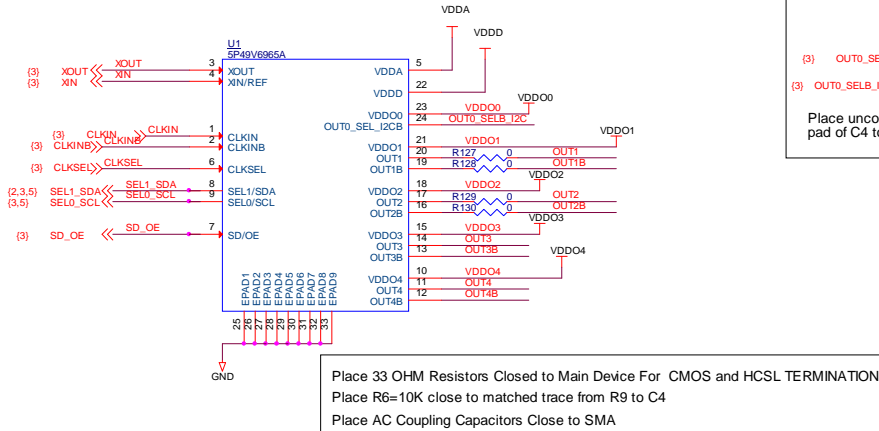 VDDA
VDDD
U1
5P49V6965A
{3} XOUT XOUT 3 XOUT
{3} XIN XIN 4 XIN/REF
{3} CLKIN CLKIN 1 CLKIN
{3} CLKINB CLKINB 2 CLKINB
{3} CLKSEL CLKSEL 6 CLKSEL
{2,3,5} SEL1_SDA SEL1_SDA 8 SEL1/SDA
{3,5} SEL0_SCL SEL0_SCL 9 SEL0/SCL
{3} SD_OE SD_OE 7 SD/OE
VDDA 5
VDDD 22
VDDO0 23 VDDO0 VDDO0
OUT0_SEL_I2CB 24 OUT0_SELB_I2C
VDDO1 21 VDDO1 VDDO1
OUT1 20 R127 0 OUT1
OUT1B 19 R128 0 OUT1B
VDDO2 18 VDDO2 VDDO2
OUT2 17 R129 0 OUT2
OUT2B 16 R130 0 OUT2B
VDDO3 15 VDDO3 VDDO3
OUT3 14 OUT3
OUT3B 13 OUT3B
VDDO4 10 VDDO4 VDDO4
OUT4 11 OUT4
OUT4B 12 OUT4B
EPAD1 EPAD2 EPAD3 EPAD4 EPAD5 EPAD6 EPAD7 EPAD8 EPAD9
25 26 27 28 29 30 31 32 33
GND
{3} OUT0_SE
{3} OUT0_SELB_I
Place unco
pad of C4 to
Place 33 OHM Resistors Closed to Main Device For CMOS and HCSL TERMINATION
Place R6=10K close to matched trace from R9 to C4
Place AC Coupling Capacitors Close to SMA